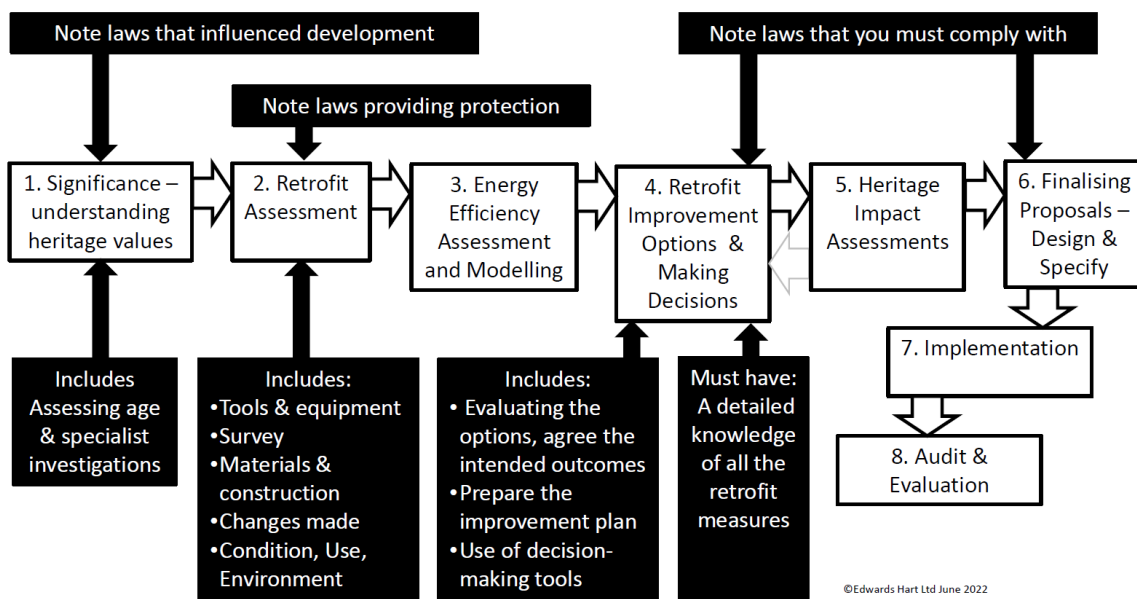 Note laws that influenced development
Note laws that you must comply with
Note laws providing protection
1. Significance –
understanding
heritage values
2. Retrofit
Assessment
3. Energy
Efficiency
Assessment
and Modelling
4. Retrofit
Improvement
Options &
Making
Decisions
5. Heritage
Impact
Assessments
6. Finalising
Proposals –
Design &
Specify
7. Implementation
8. Audit &
Evaluation
Includes
Assessing age
& specialist
investigations
Includes:
•Tools & equipment
•Survey
•Materials &
construction
•Changes made
•Condition, Use,
Environment
Includes:
• Evaluating the
options, agree the
intended outcomes
•Prepare the
improvement plan
•Use of decision-
making tools
Must have:
A detailed
knowledge
of all the
retrofit
measures
©Edwards Hart Ltd June 2022